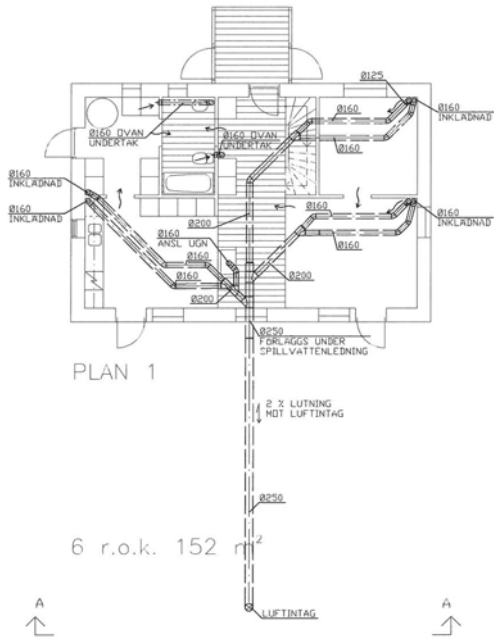 Ø125
Ø160
Ø160
INKLÄDNAD
Ø160 OVAN
UNDERTAK
Ø160 OVAN
UNDERTAK
Ø160
Ø160
INKLÄDNAD
Ø160
INKLÄDNAD
Ø200
Ø160
ANSL UGN
Ø160
Ø160
INKLÄDNAD
Ø160
Ø160
Ø160
Ø200
Ø200
Ø250
FÖRLÄGGS UNDER
SPILLVATTENLEDNING
PLAN 1
2 % LUTNING
MOT LUFTINTAG
Ø250
6 r.o.k. 152 m²
LUFTINTAG
A
A